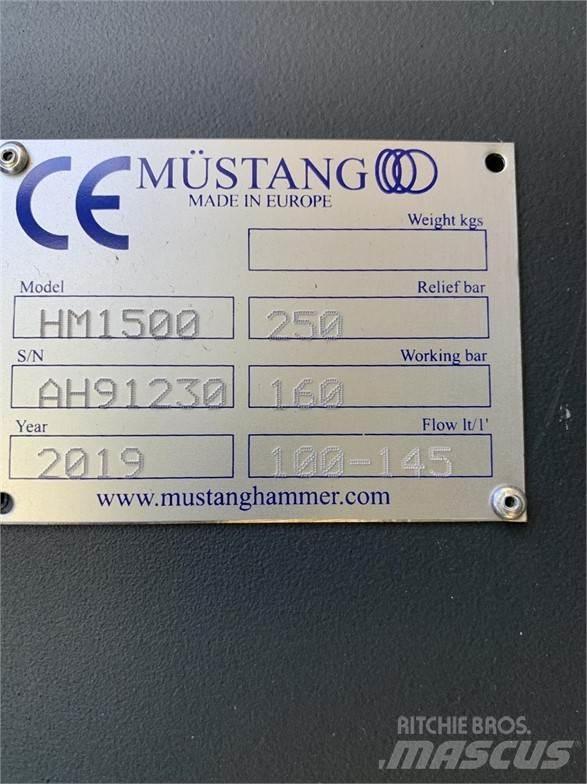 CE MÜSTANG
MADE IN EUROPE
Weight kgs
Model Relief bar
HM1500 250
S/N Working bar
AH91230 160
Year Flow lt/1'
2019 100-145
www.mustanghammer.com
RITCHIE BROS.
MASCUS